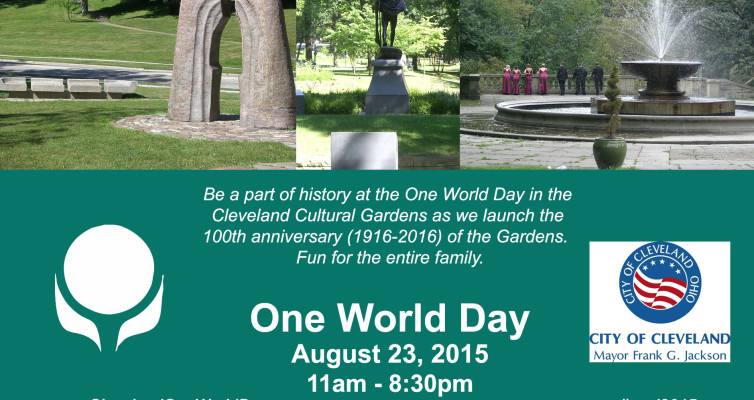 Be a part of history at the One World Day in the
Cleveland Cultural Gardens as we launch the
100th anniversary (1916-2016) of the Gardens.
Fun for the entire family.
One World Day
August 23, 2015
11am - 8:30pm
CITY OF CLEVELAND
OHIO
CITY OF CLEVELAND
Mayor Frank G. Jackson